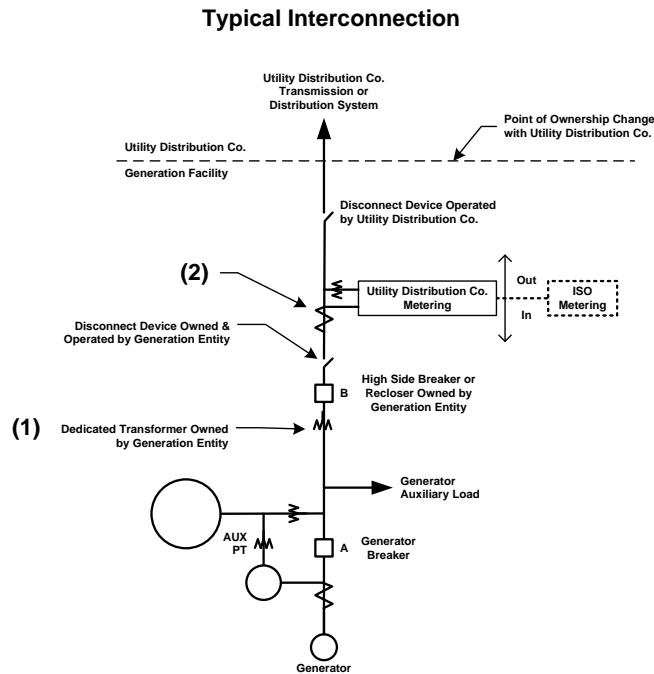 Typical Interconnection
Utility Distribution Co.
Transmission or
Distribution System
Point of Ownership Change
with Utility Distribution Co.
Utility Distribution Co.
Generation Facility
Disconnect Device Operated
by Utility Distribution Co.
(2)
Utility Distribution Co.
Metering
Out
In
ISO
Metering
Disconnect Device Owned &
Operated by Generation Entity
B
High Side Breaker or
Recloser Owned by
Generation Entity
(1)
Dedicated Transformer Owned
by Generation Entity
Generator
Auxiliary Load
AUX
PT
A
Generator
Breaker
Generator